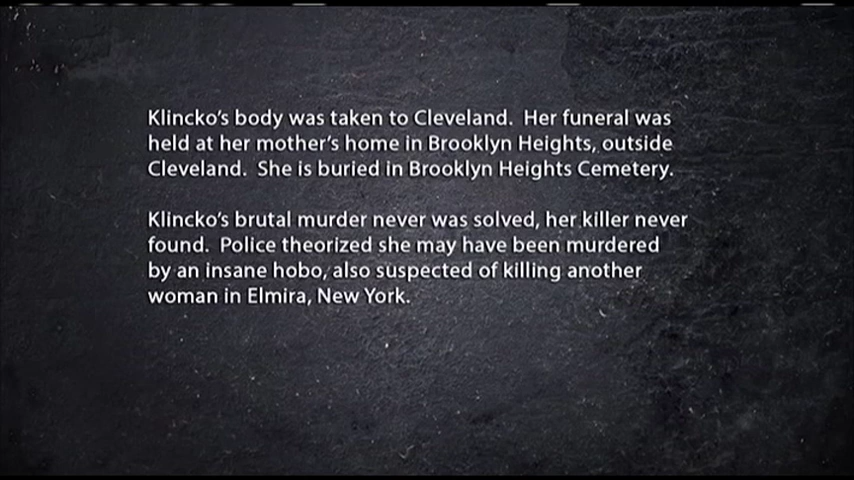 Klincko's body was taken to Cleveland.  Her funeral was
held at her mother's home in Brooklyn Heights, outside
Cleveland.  She is buried in Brooklyn Heights Cemetery.
Klincko's brutal murder never was solved, her killer never
found.  Police theorized she may have been murdered
by an insane hobo, also suspected of killing another
woman in Elmira, New York.